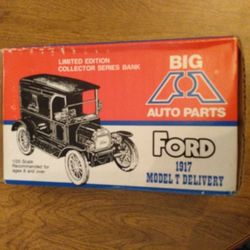 LIMITED EDITION
COLLECTOR SERIES BANK
BIG
A
AUTO PARTS
FORD
1917
MODEL T DELIVERY
1/25 Scale
Recommended for
ages 8 and over